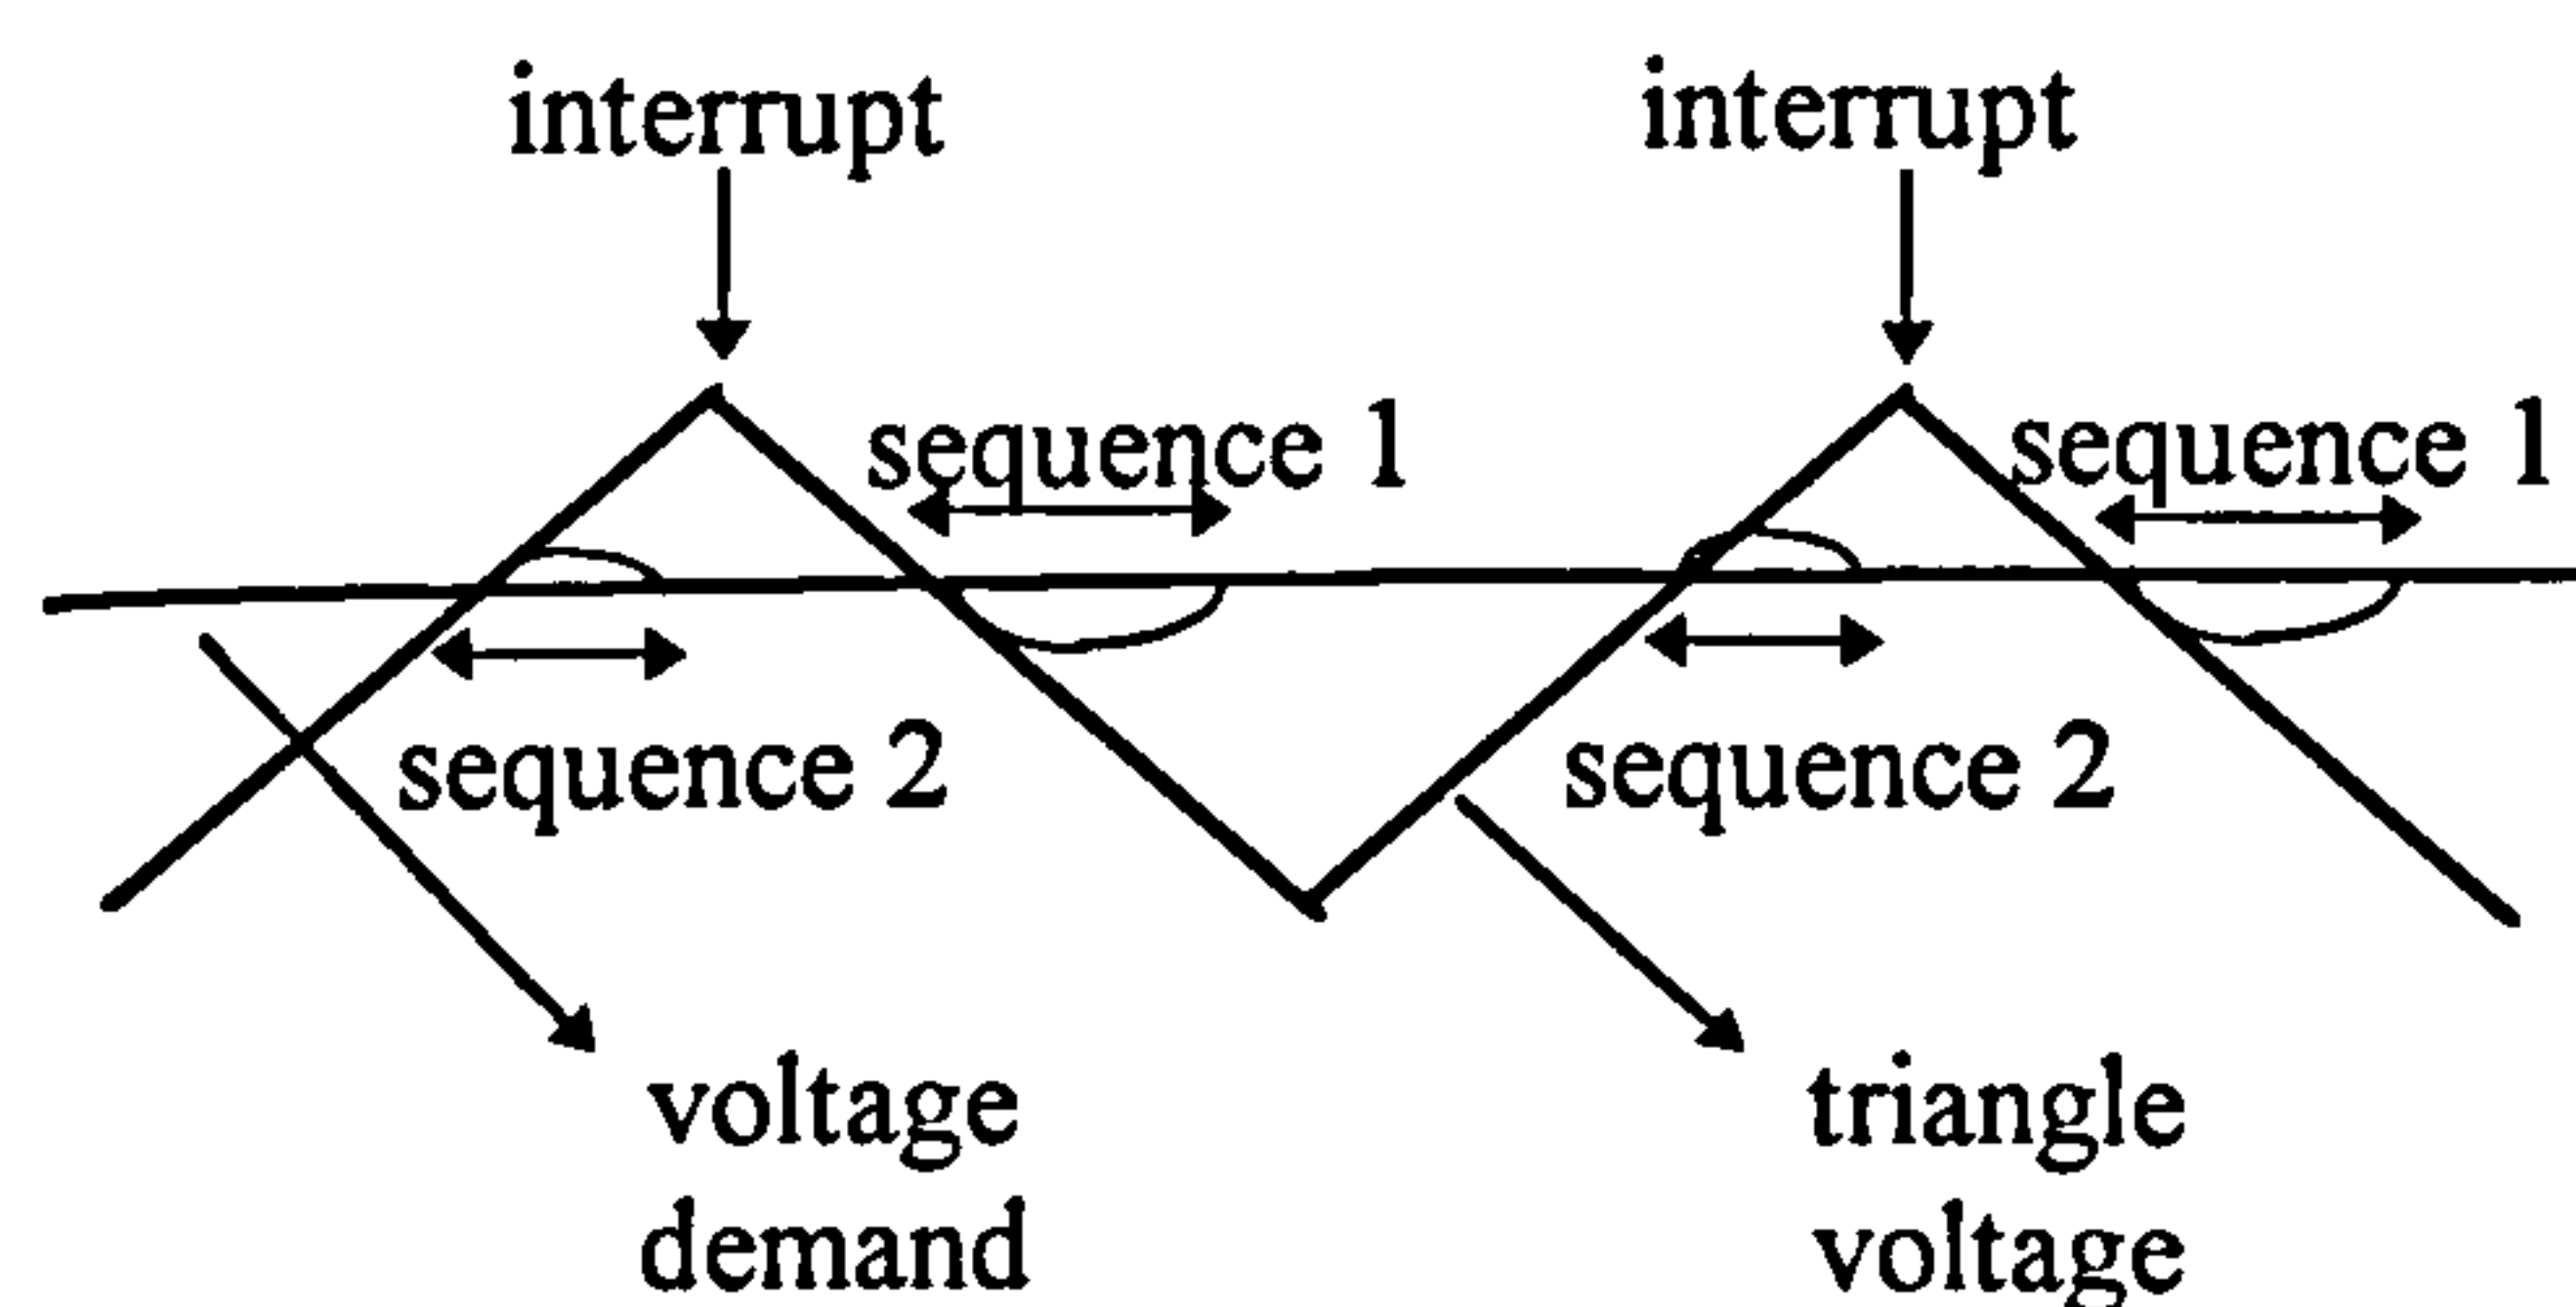 interrupt
interrupt
sequence 1
sequence 1
sequence 2
sequence 2
voltage
demand
triangle
voltage